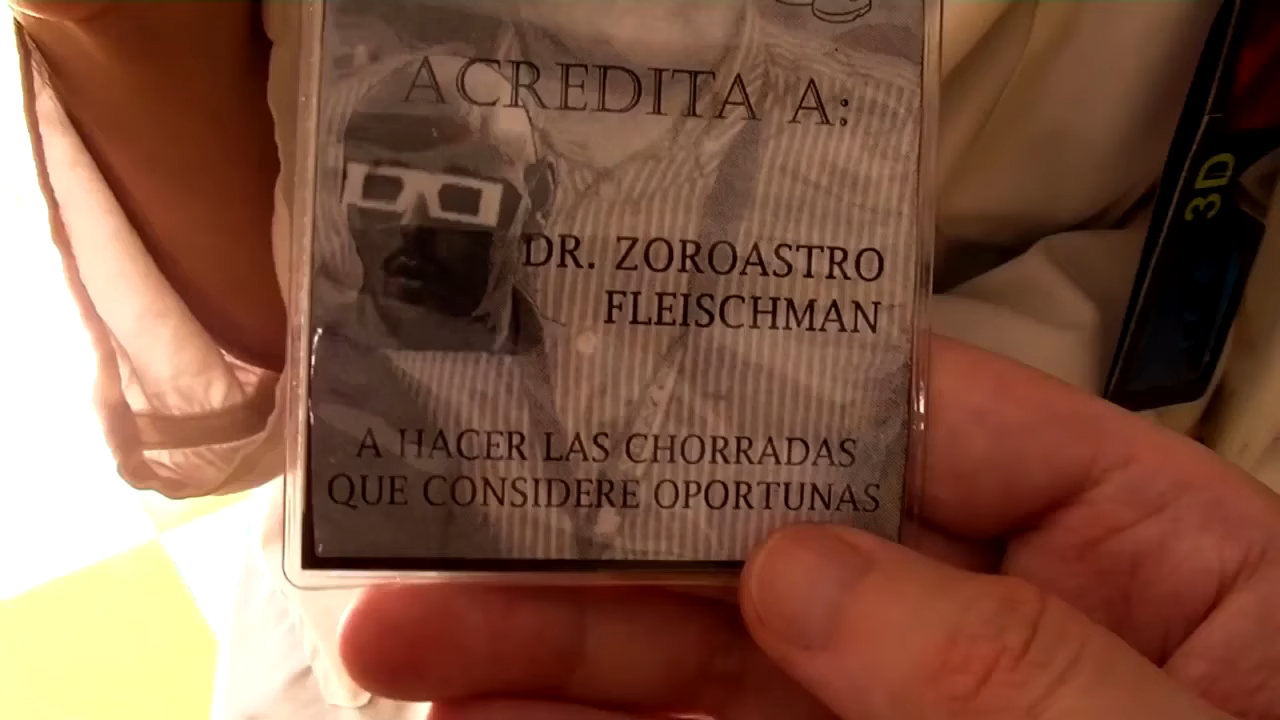 ACREDITA A:
DR. ZOROASTRO
FLEISCHMAN
A HACER LAS CHORRADAS
QUE CONSIDERE OPORTUNAS
3D